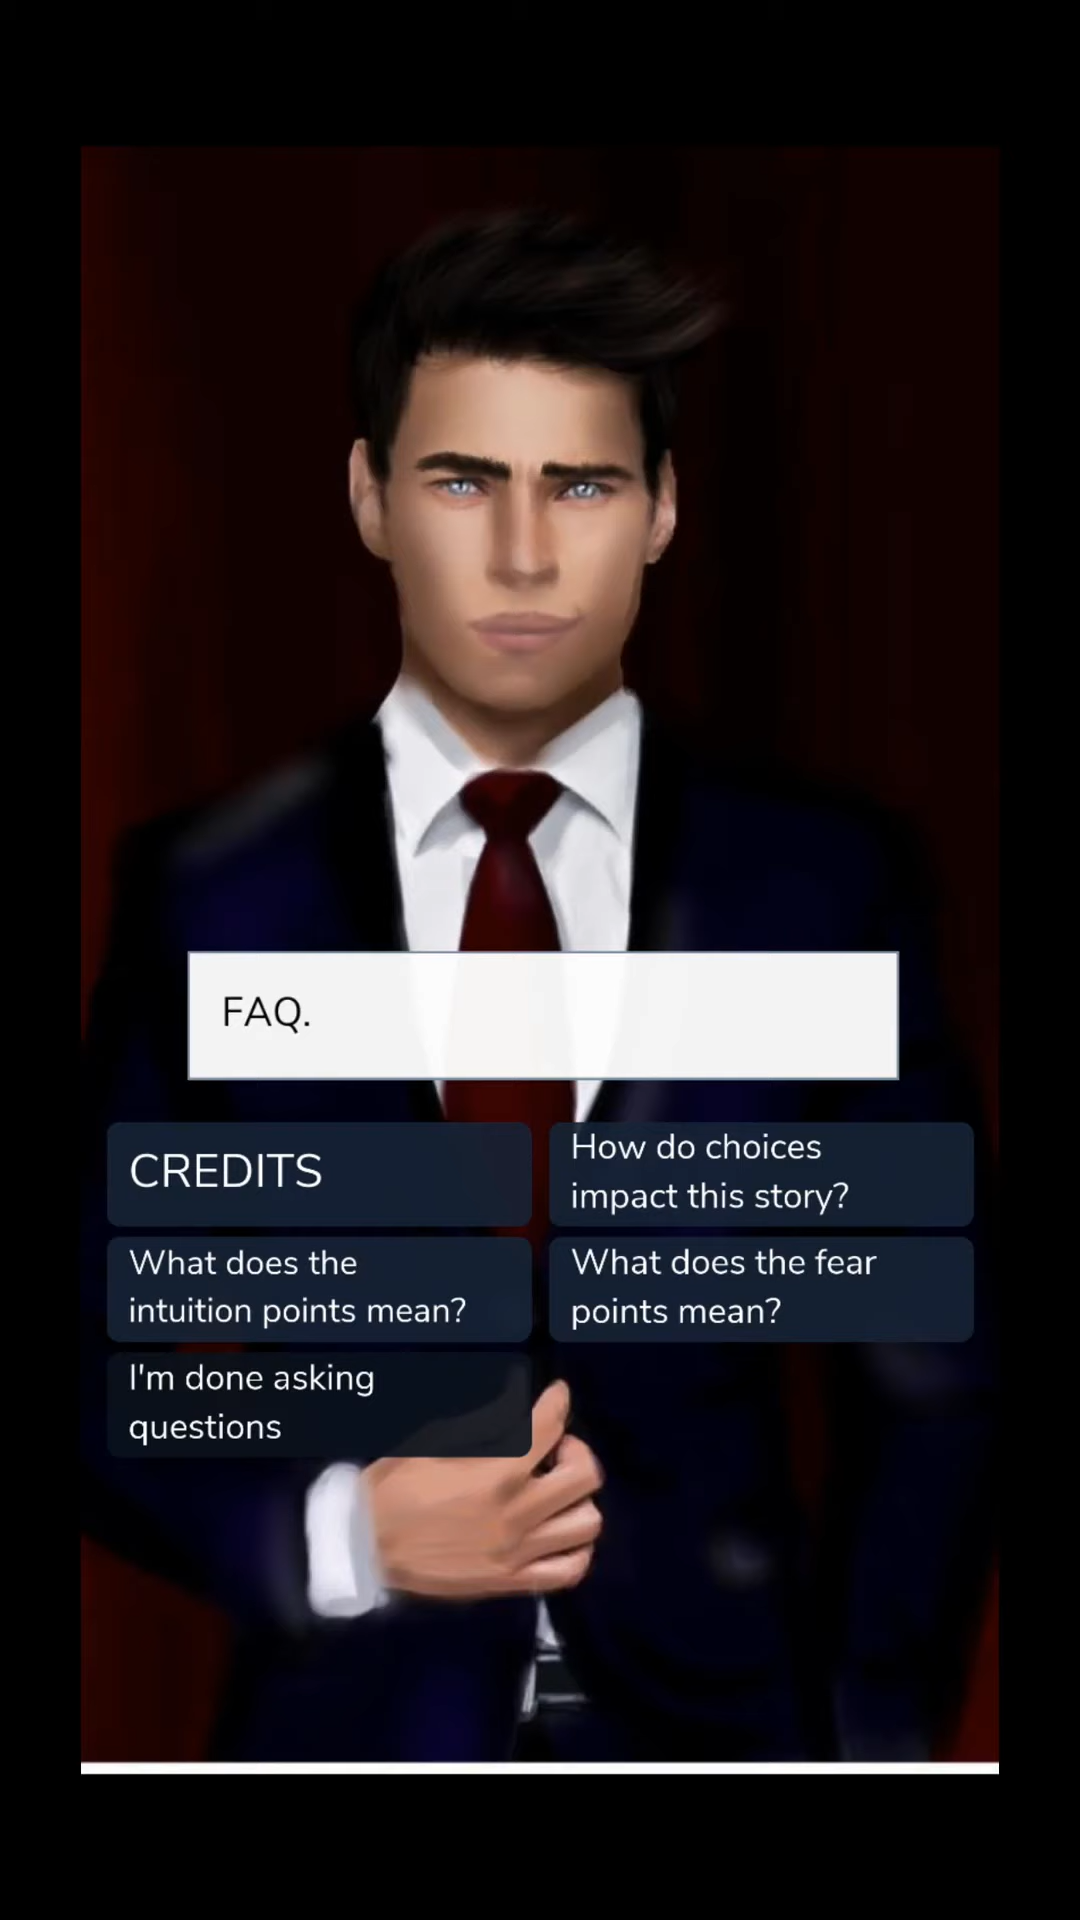 FAQ.
CREDITS
How do choices
impact this story?
What does the
intuition points mean?
What does the fear
points mean?
I'm done asking
questions